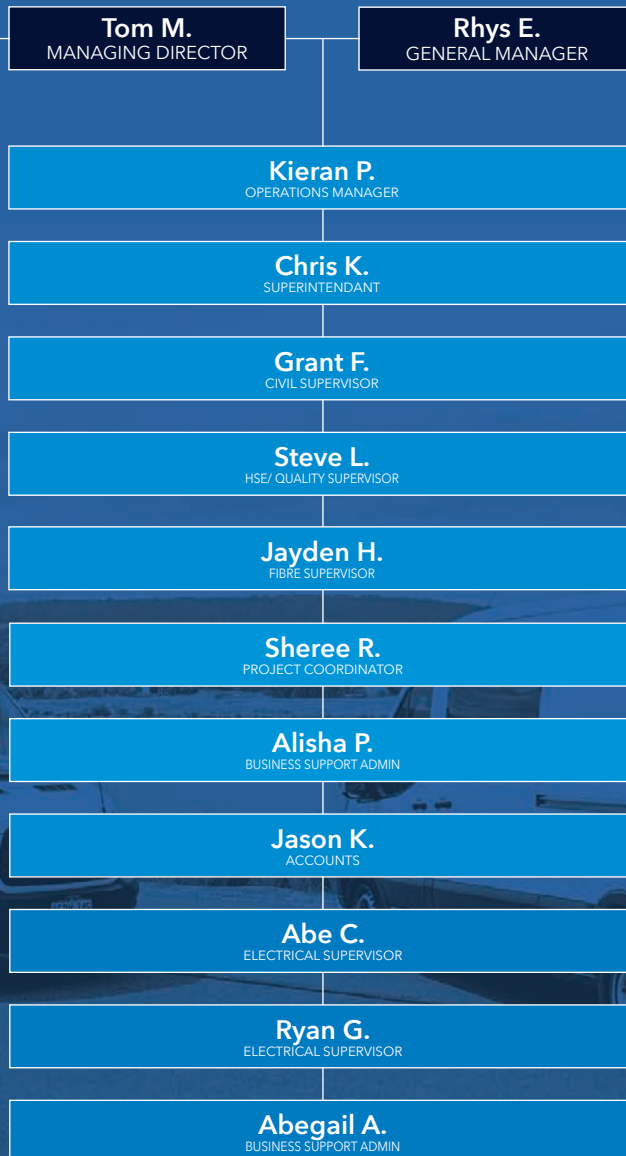 Tom M.
MANAGING DIRECTOR
Rhys E.
GENERAL MANAGER
Kieran P.
OPERATIONS MANAGER
Chris K.
SUPERINTENDANT
Grant F.
CIVIL SUPERVISOR
Steve L.
HSE/ QUALITY SUPERVISOR
Jayden H.
FIBRE SUPERVISOR
Sheree R.
PROJECT COORDINATOR
Alisha P.
BUSINESS SUPPORT ADMIN
Jason K.
ACCOUNTS
Abe C.
ELECTRICAL SUPERVISOR
Ryan G.
ELECTRICAL SUPERVISOR
Abegail A.
BUSINESS SUPPORT ADMIN